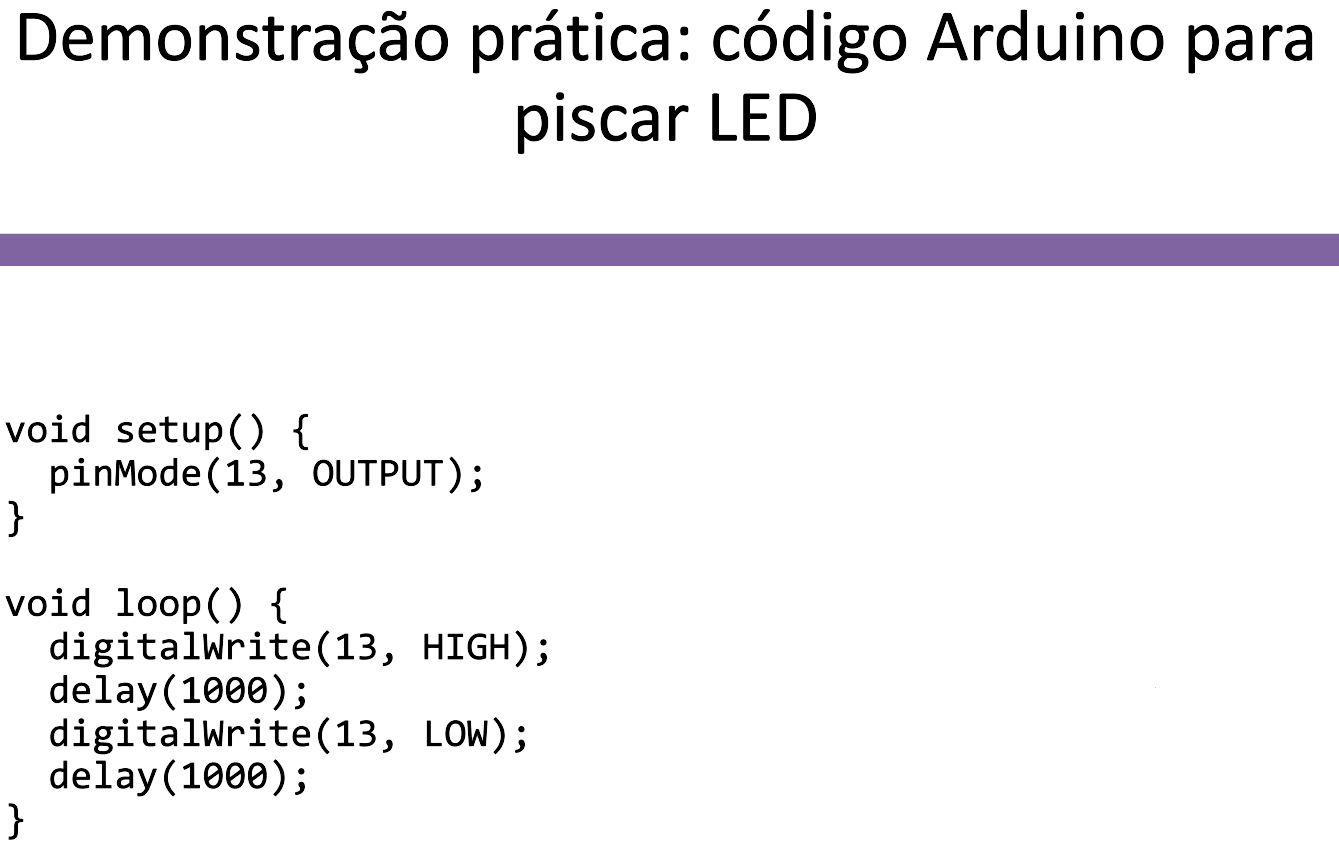 Demonstração prática: código Arduino para
piscar LED
void setup() {
  pinMode(13, OUTPUT);
}
void loop() {
  digitalWrite(13, HIGH);
  delay(1000);
  digitalWrite(13, LOW);
  delay(1000);
}